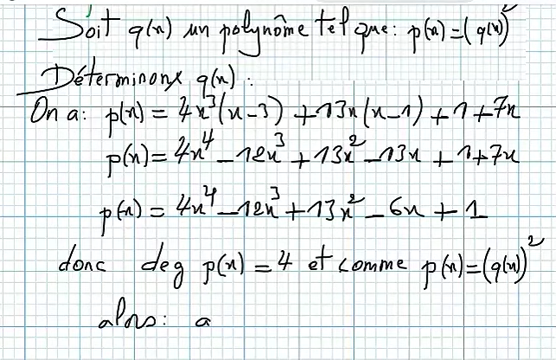 Soit q(x) un polynôme tel que: p(x) = (q(x))²
Déterminons q(x) :
On a: p(x) = 4x³(x-3) + 13x(x-1) + 1 + 7x
p(x) = 4x⁴ - 12x³ + 13x² - 13x + 1 + 7x
p(x) = 4x⁴ - 12x³ + 13x² - 6x + 1
donc deg p(x) = 4 et comme p(x) = (q(x))²
alors: a